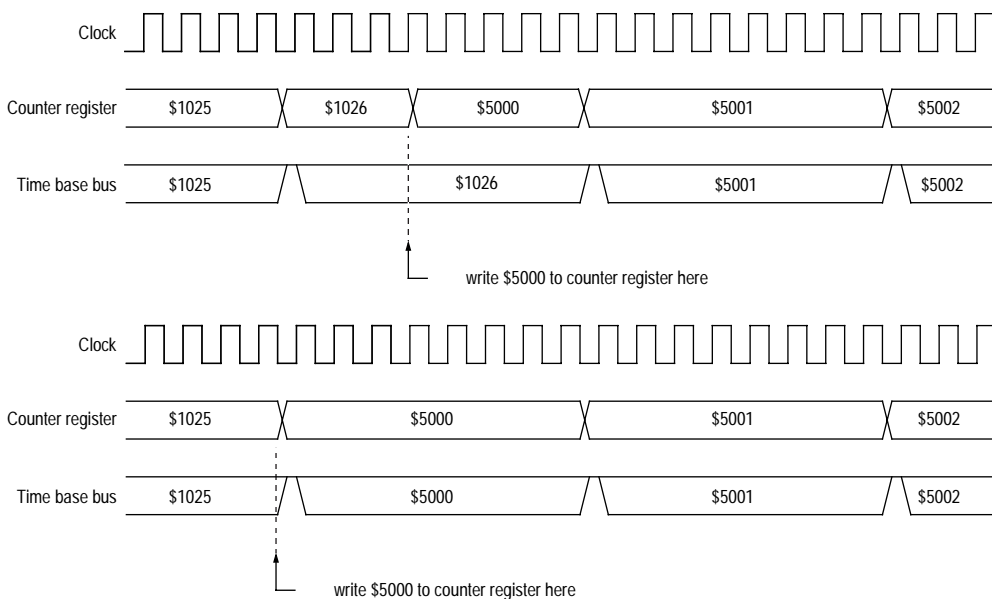 Clock
Counter register $1025 $1026 $5000 $5001 $5002
Time base bus $1025 $1026 $5001 $5002
write $5000 to counter register here
Clock
Counter register $1025 $5000 $5001 $5002
Time base bus $1025 $5000 $5001 $5002
write $5000 to counter register here